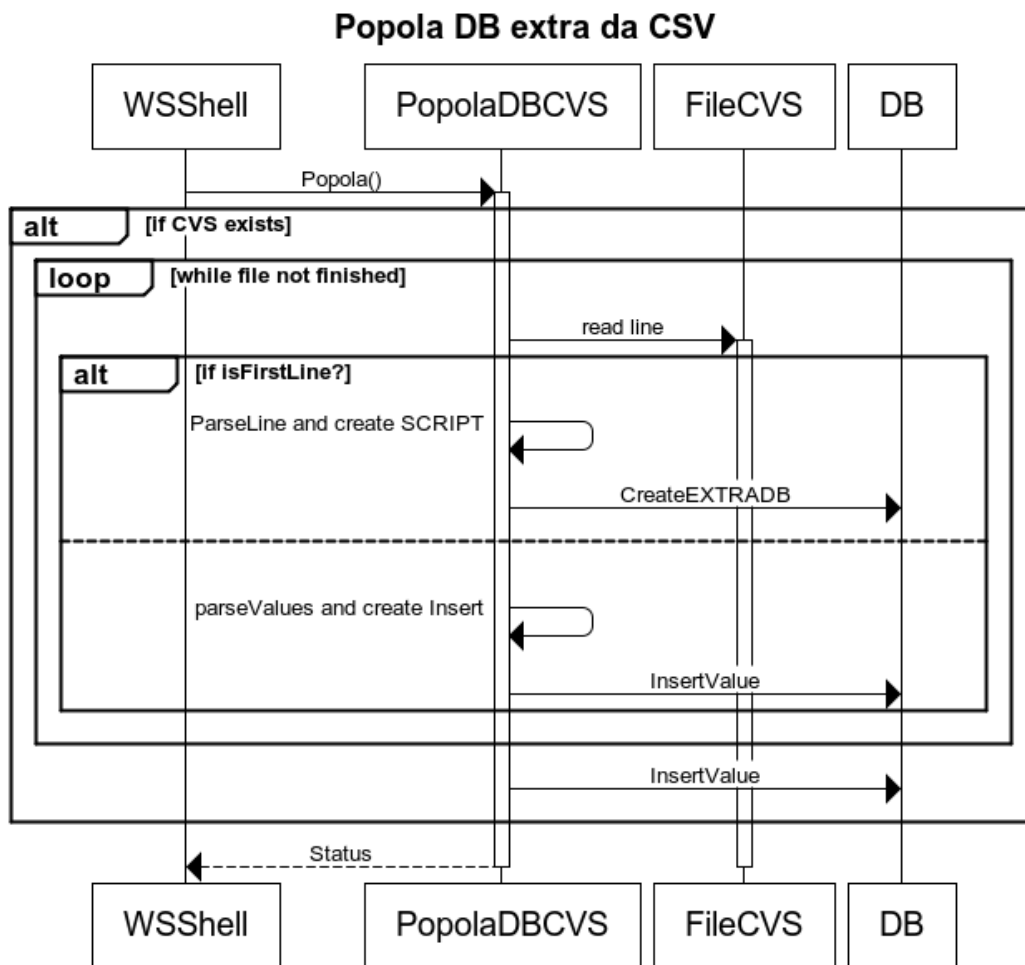 Popola DB extra da CSV
WSShell PopolaDBCVS FileCVS DB
Popola()
alt [if CVS exists]
loop [while file not finished]
read line
alt [if isFirstLine?]
ParseLine and create SCRIPT
CreateEXTRADB
parseValues and create Insert
InsertValue
InsertValue
Status
WSShell PopolaDBCVS FileCVS DB